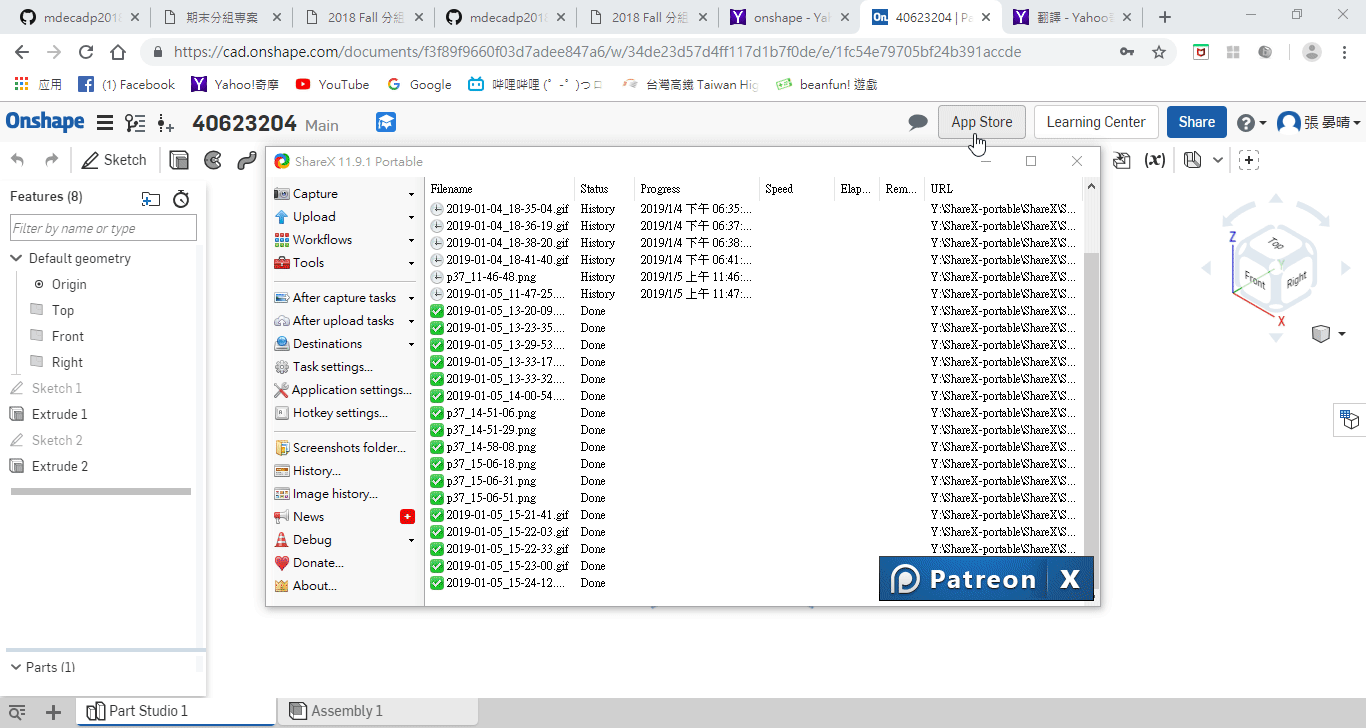 mdecadp2018
期末分組專案
2018 Fall 分組
mdecadp2018
2018 Fall 分組
onshape - Yah
40623204 | Pa
翻譯 - Yahoo奇
https://cad.onshape.com/documents/f3f89f9660f03d7adee847a6/w/34de23d57d4ff117d1b7f0de/e/1fc54e79705bf24b391accde
应用
(1) Facebook
Yahoo!奇摩
YouTube
Google
哔哩哔哩 (゜-゜)つロ
台灣高鐵 Taiwan Hig
beanfun! 遊戲
Onshape
40623204 Main
App Store
Learning Center
Share
張 晏晴
Sketch
(x)
ShareX 11.9.1 Portable
Features (8)
Filter by name or type
Default geometry
Origin
Top
Front
Right
Sketch 1
Extrude 1
Sketch 2
Extrude 2
Parts (1)
Capture
Upload
Workflows
Tools
After capture tasks
After upload tasks
Destinations
Task settings...
Application settings...
Hotkey settings...
Screenshots folder...
History...
Image history...
News
Debug
Donate...
About...
Filename Status Progress Speed Elap... Rem... URL
2019-01-04_18-35-04.gif History 2019/1/4 下午 06:35:... Y:\ShareX-portable\ShareX\S...
2019-01-04_18-36-19.gif History 2019/1/4 下午 06:37:... Y:\ShareX-portable\ShareX\S...
2019-01-04_18-38-20.gif History 2019/1/4 下午 06:38:... Y:\ShareX-portable\ShareX\S...
2019-01-04_18-41-40.gif History 2019/1/4 下午 06:41:... Y:\ShareX-portable\ShareX\S...
p37_11-46-48.png History 2019/1/5 上午 11:46:... Y:\ShareX-portable\ShareX\S...
2019-01-05_11-47-25.... History 2019/1/5 上午 11:47:... Y:\ShareX-portable\ShareX\S...
2019-01-05_13-20-09.... Done Y:\ShareX-portable\ShareX\S...
2019-01-05_13-23-35.... Done Y:\ShareX-portable\ShareX\S...
2019-01-05_13-29-53.... Done Y:\ShareX-portable\ShareX\S...
2019-01-05_13-33-17.... Done Y:\ShareX-portable\ShareX\S...
2019-01-05_13-33-32.... Done Y:\ShareX-portable\ShareX\S...
2019-01-05_14-00-54.... Done Y:\ShareX-portable\ShareX\S...
p37_14-51-06.png Done Y:\ShareX-portable\ShareX\S...
p37_14-51-29.png Done Y:\ShareX-portable\ShareX\S...
p37_14-58-08.png Done Y:\ShareX-portable\ShareX\S...
p37_15-06-18.png Done Y:\ShareX-portable\ShareX\S...
p37_15-06-31.png Done Y:\ShareX-portable\ShareX\S...
p37_15-06-51.png Done Y:\ShareX-portable\ShareX\S...
2019-01-05_15-21-41.gif Done Y:\ShareX-portable\ShareX\S...
2019-01-05_15-22-03.gif Done Y:\ShareX-portable\ShareX\S...
2019-01-05_15-22-33.gif Done Y:\ShareX-portable\ShareX\S...
2019-01-05_15-23-00.gif Done
2019-01-05_15-24-12.... Done
Patreon X
Z
Top
Front
Right
Y
X
Part Studio 1
Assembly 1